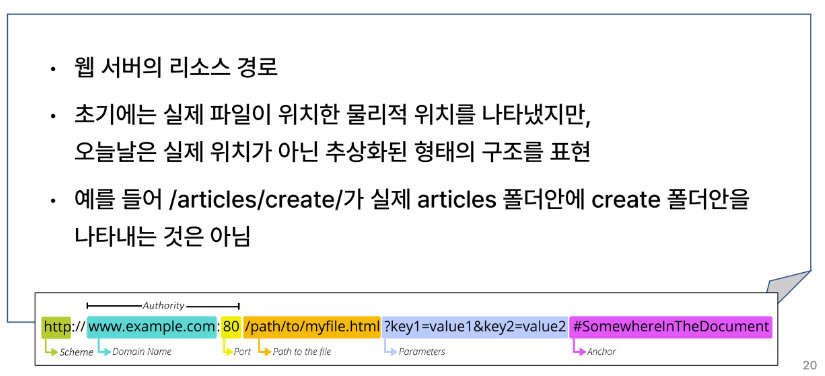 • 웹 서버의 리소스 경로
• 초기에는 실제 파일이 위치한 물리적 위치를 나타냈지만,
오늘날은 실제 위치가 아닌 추상화된 형태의 구조를 표현
• 예를 들어 /articles/create/가 실제 articles 폴더안에 create 폴더안을
나타내는 것은 아님
Authority
http://www.example.com:80/path/to/myfile.html?key1=value1&key2=value2#SomewhereInTheDocument
Scheme Domain Name Port Path to the file Parameters Anchor
20